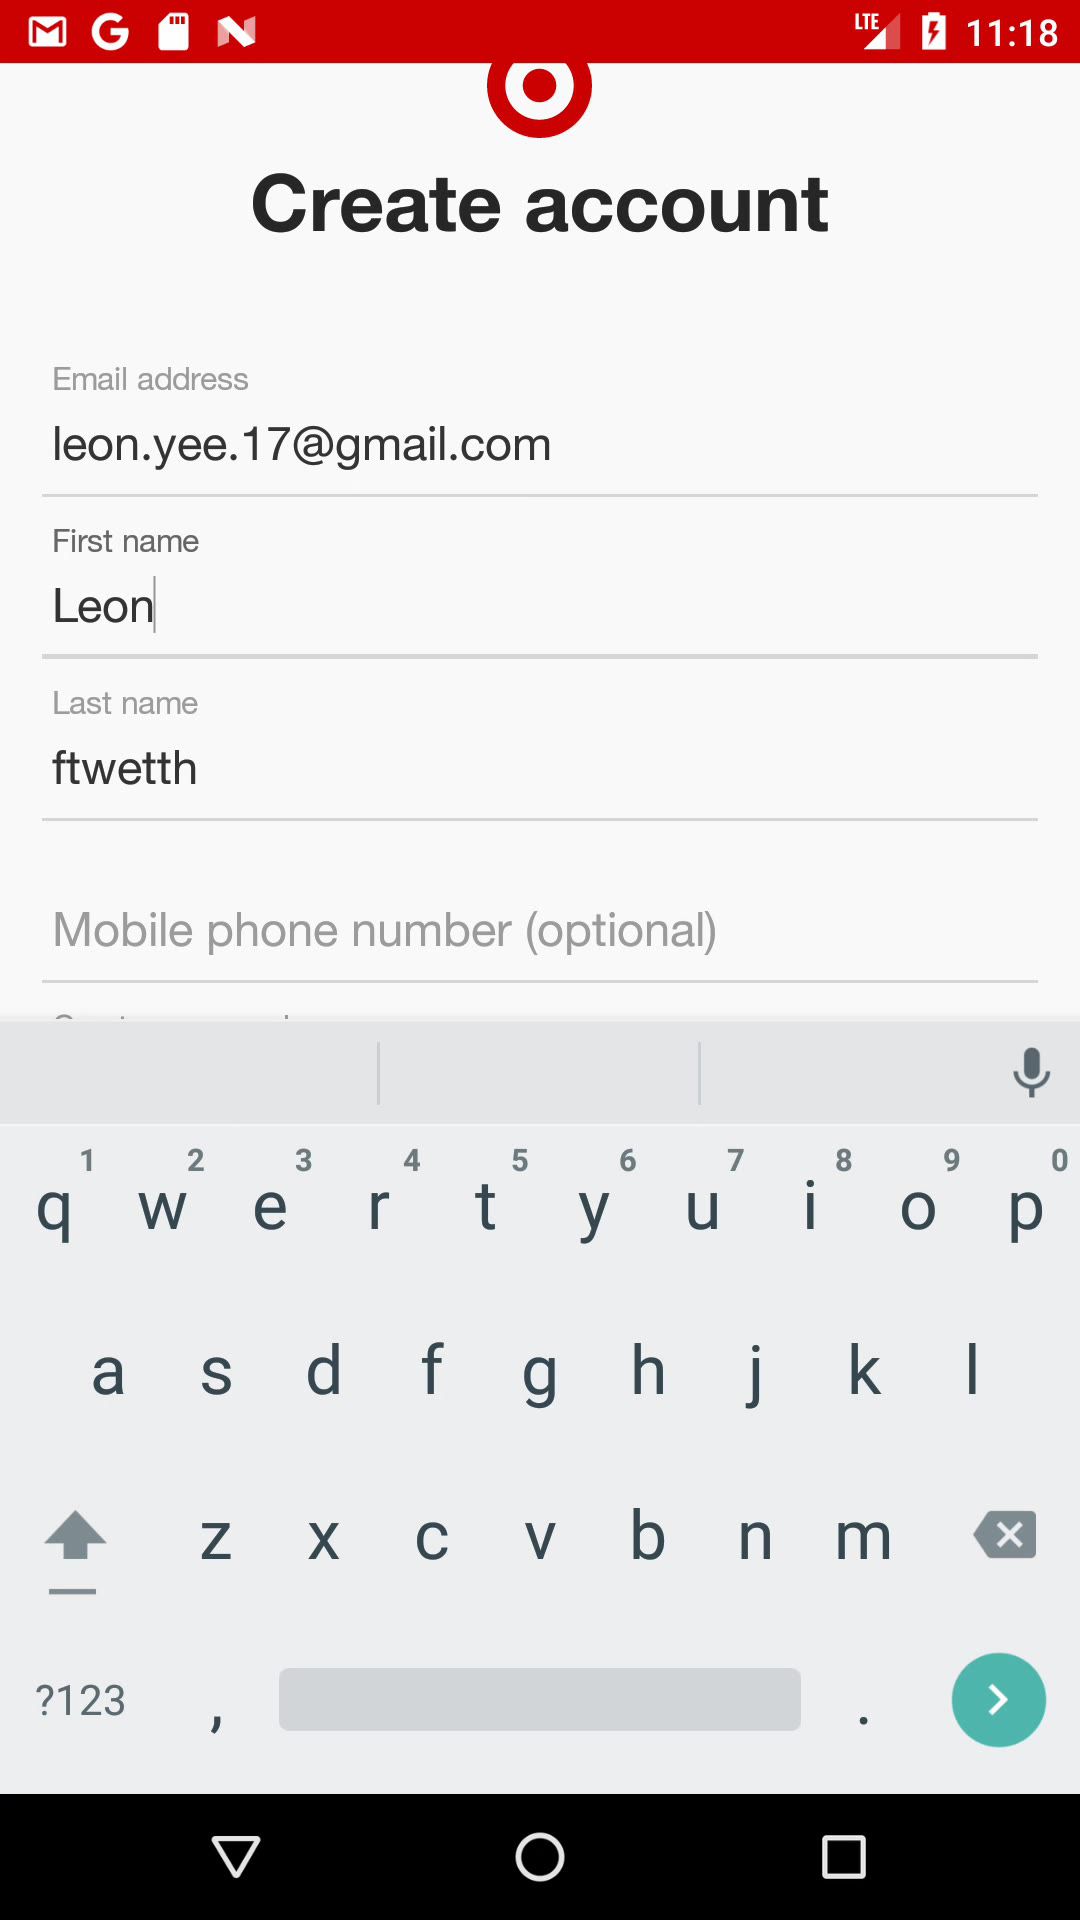 LTE 11:18
Create account
Email address
leon.yee.17@gmail.com
First name
Leon
Last name
ftwetth
Mobile phone number (optional)
1 2 3 4 5 6 7 8 9 0
q w e r t y u i o p
a s d f g h j k l
z x c v b n m
?123 , .